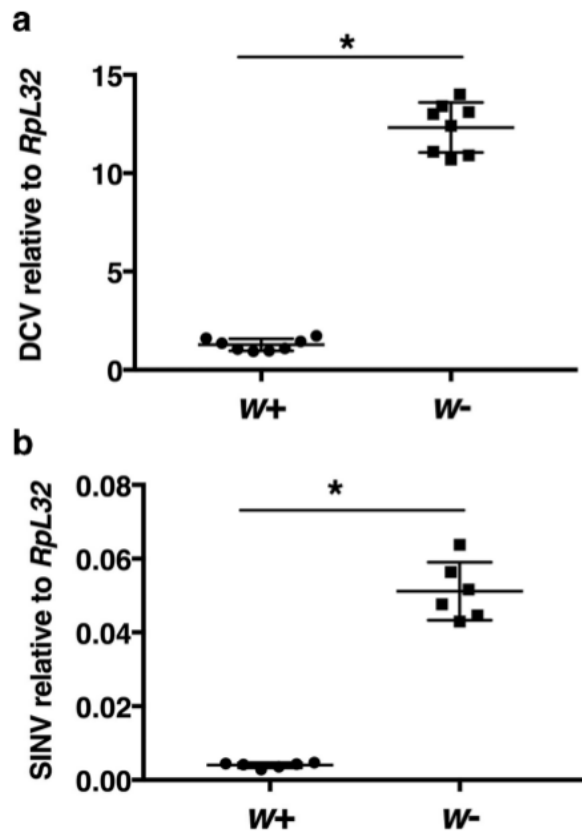 a
DCV relative to RpL32
*
15
10
5
0
w+ w-
b
SINV relative to RpL32
*
0.08
0.06
0.04
0.02
0.00
w+ w-